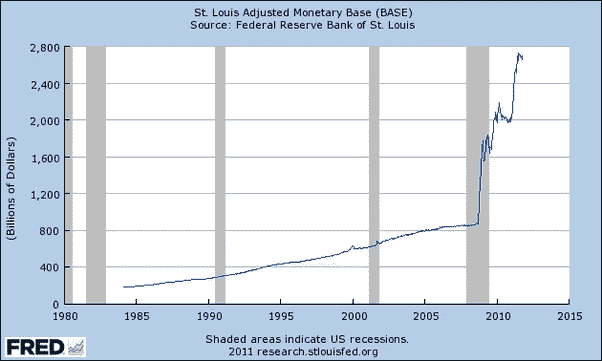 St. Louis Adjusted Monetary Base (BASE)
Source: Federal Reserve Bank of St. Louis
2,800
2,400
2,000
1,600
1,200
800
400
0
(Billions of Dollars)
1980 1985 1990 1995 2000 2005 2010 2015
FRED
Shaded areas indicate US recessions.
2011 research.stlouisfed.org